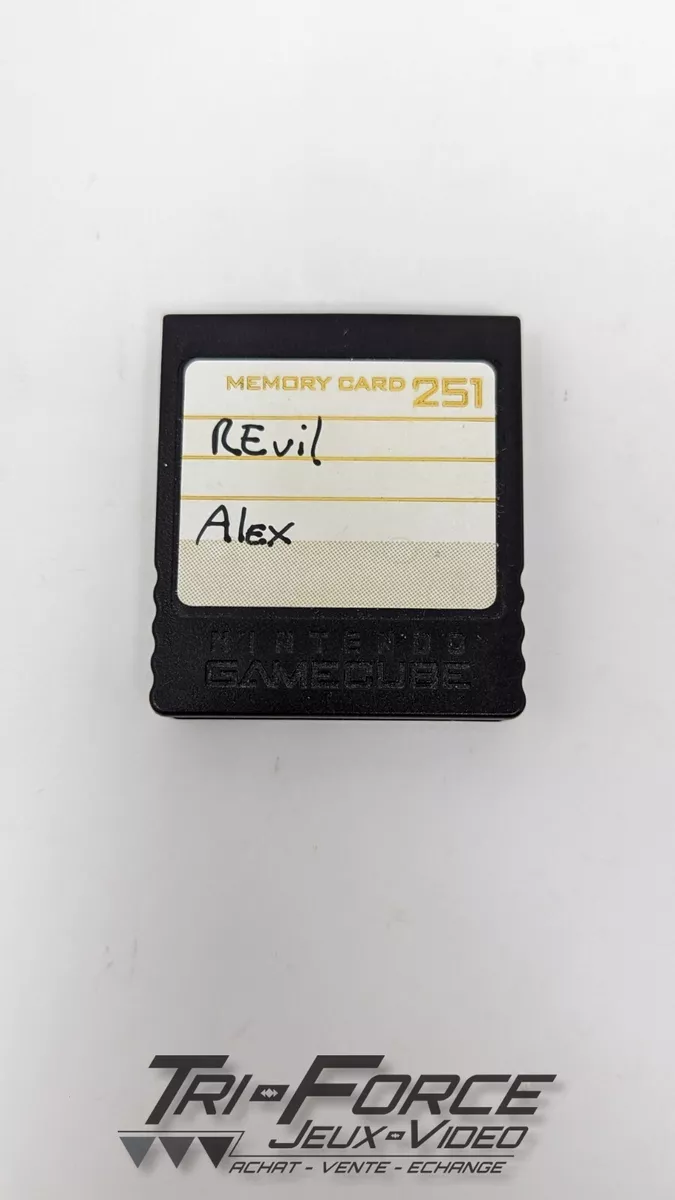 MEMORY CARD 251
REvil
Alex
NINTENDO
GAMECUBE
TRI-FORCE
JEUX-VIDEO
ACHAT - VENTE - ECHANGE